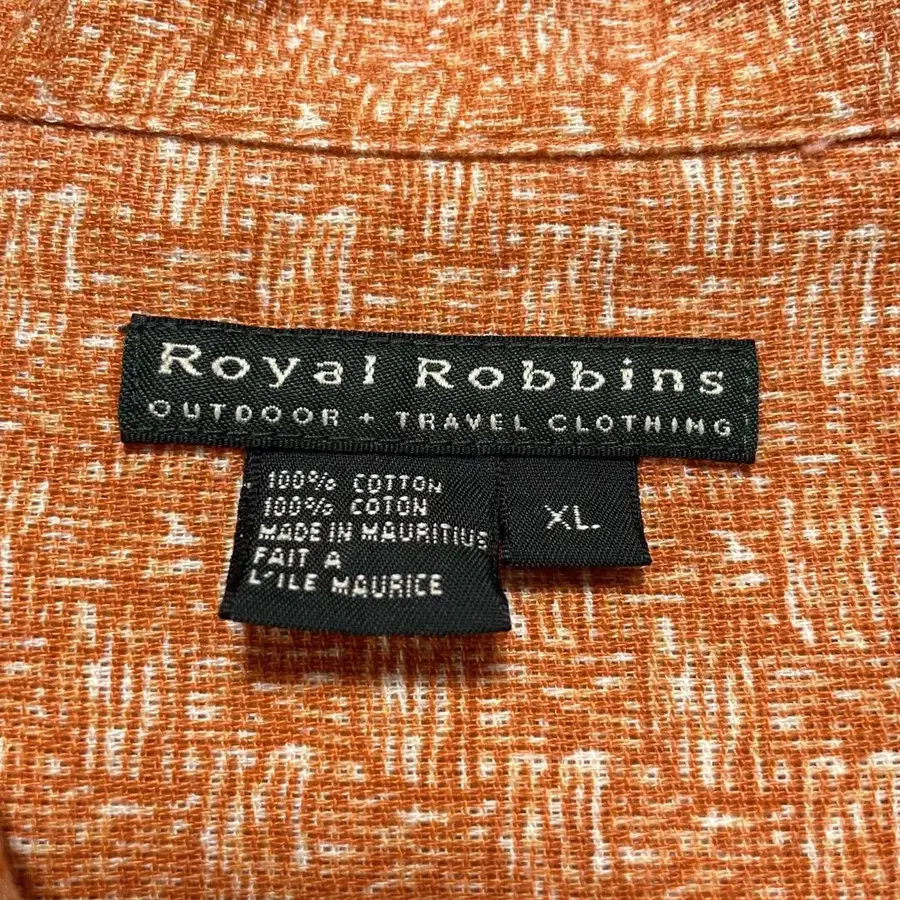 Royal Robbins
OUTDOOR + TRAVEL CLOTHING
100% COTTON
100% COTON
MADE IN MAURITIUS
FAIT A
L'ILE MAURICE
XL.